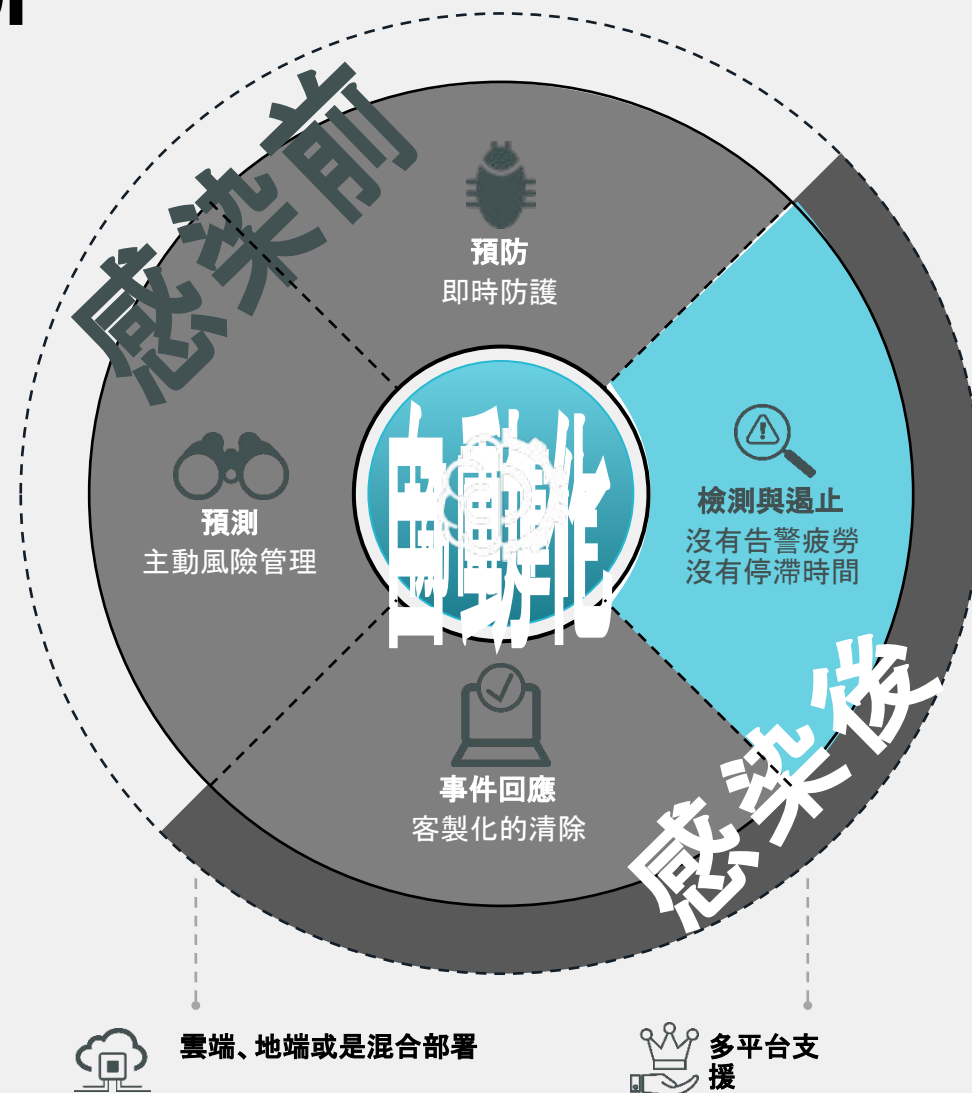 感染前
預防
即時防護
預測
主動風險管理
自動化
檢測與遏止
沒有告警疲勞
沒有停滯時間
事件回應
客製化的清除
感染後
雲端、地端或是混合部署
多平台支
援